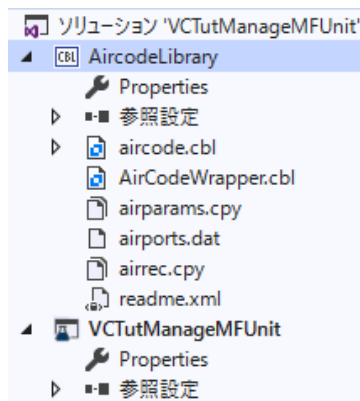 ソリューション 'VCTutManageMFUnit'
CBL AircodeLibrary
Properties
参照設定
aircode.cbl
AirCodeWrapper.cbl
airparams.cpy
airports.dat
airrec.cpy
readme.xml
VCTutManageMFUnit
Properties
参照設定